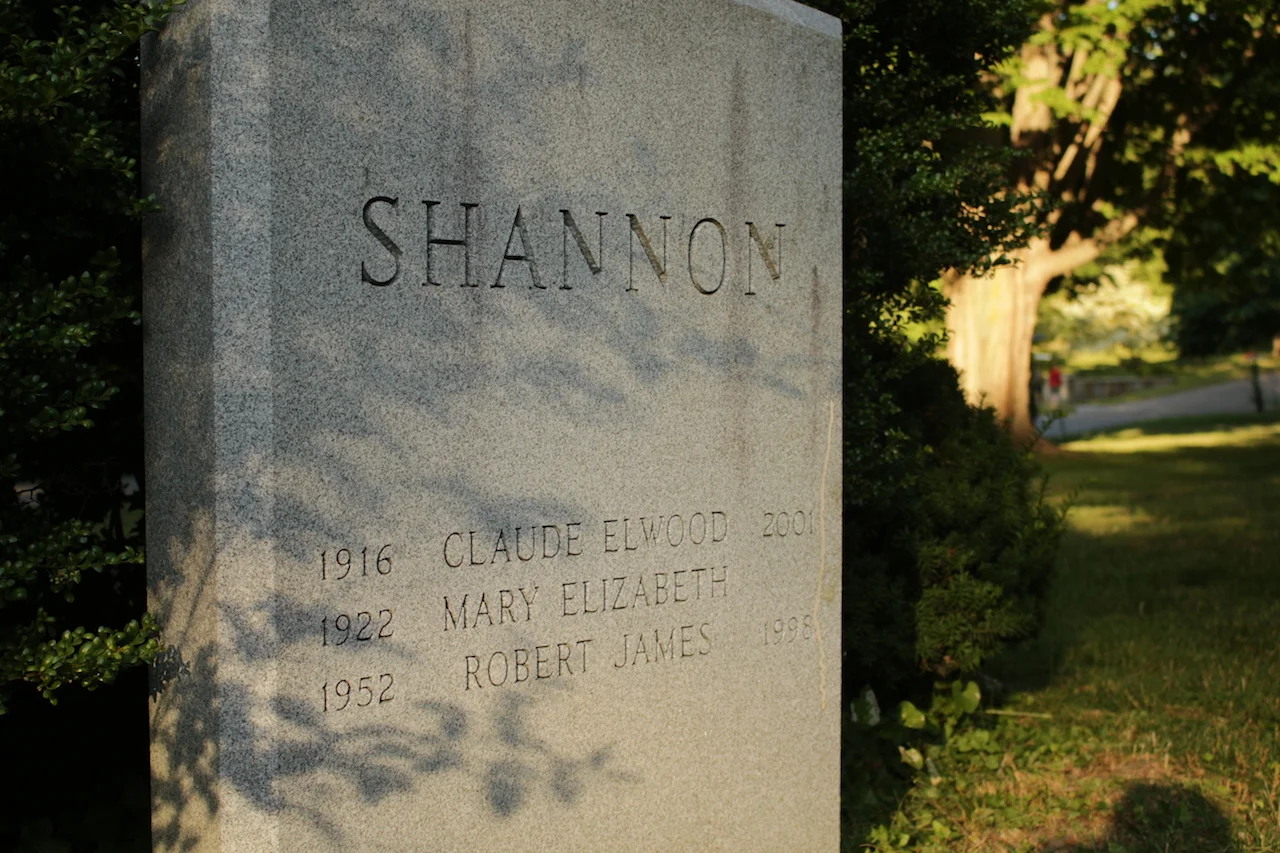 SHANNON
1916 CLAUDE ELWOOD 2001
1922 MARY ELIZABETH
1952 ROBERT JAMES 1998